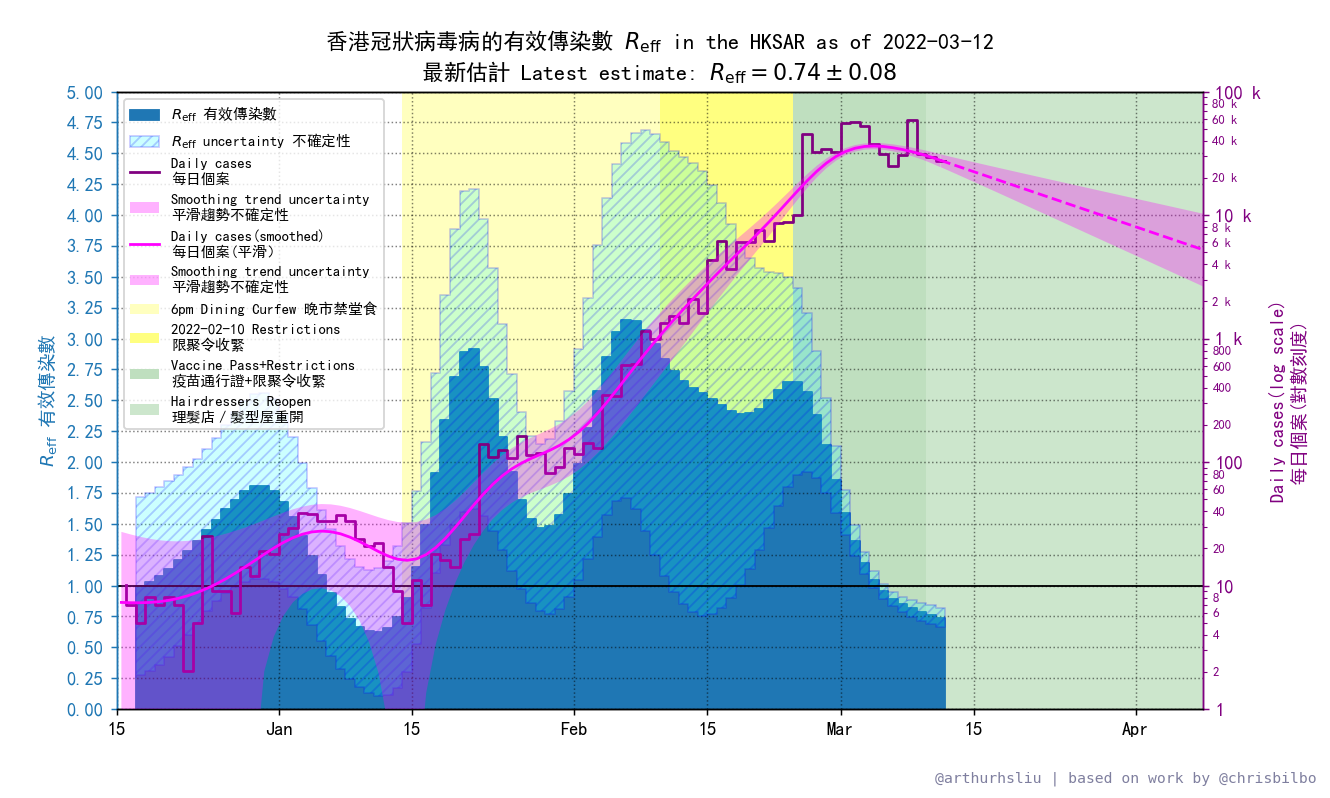 香港冠狀病毒病的有效傳染數 Reff in the HKSAR as of 2022-03-12
最新估計 Latest estimate: Reff = 0.74 ± 0.08
Reff 有效傳染數
Reff uncertainty 不確定性
Daily cases
每日個案
Smoothing trend uncertainty
平滑趨勢不確定性
Daily cases(smoothed)
每日個案(平滑)
Smoothing trend uncertainty
平滑趨勢不確定性
6pm Dining Curfew 晚市禁堂食
2022-02-10 Restrictions
限聚令收緊
Vaccine Pass+Restrictions
疫苗通行證+限聚令收緊
Hairdressers Reopen
理髮店 / 髮型屋重開
5.00
4.75
4.50
4.25
4.00
3.75
3.50
3.25
3.00
2.75
2.50
2.25
2.00
1.75
1.50
1.25
1.00
0.75
0.50
0.25
0.00
Reff 有效傳染數
100 k
80 k
60 k
40 k
20 k
10 k
8 k
6 k
4 k
2 k
1 k
800
600
400
200
100
80
60
40
20
10
8
6
4
2
1
Daily cases(log scale)
每日個案(對數刻度)
15 Jan 15 Feb 15 Mar 15 Apr
@arthurhsliu | based on work by @chrisbilbo